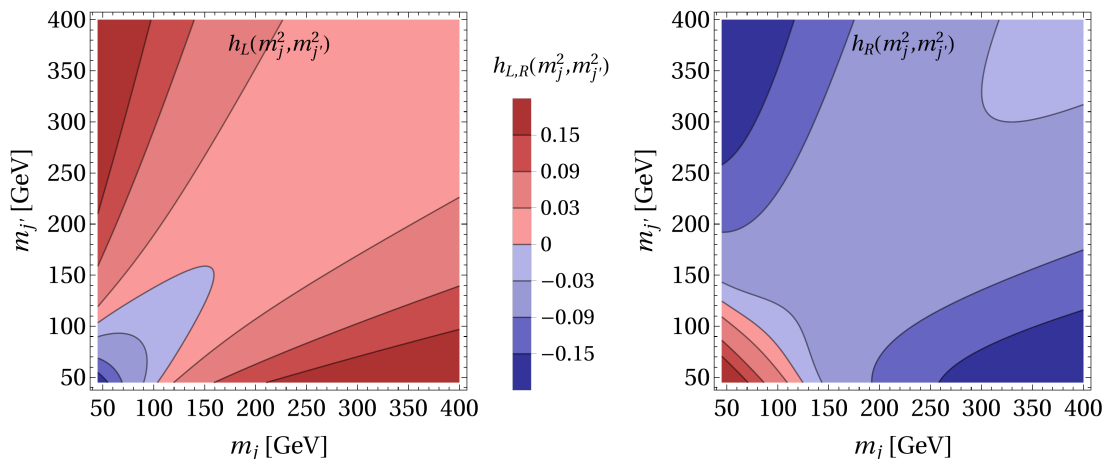 h_L(m_j^2,m_{j'}^2)
400
350
300
250
200
150
100
50
m_{j'} [GeV]
50 100 150 200 250 300 350 400
m_j [GeV]
h_{L,R}(m_j^2,m_{j'}^2)
0.15
0.09
0.03
0
−0.03
−0.09
−0.15
h_R(m_j^2,m_{j'}^2)
400
350
300
250
200
150
100
50
m_{j'} [GeV]
50 100 150 200 250 300 350 400
m_j [GeV]